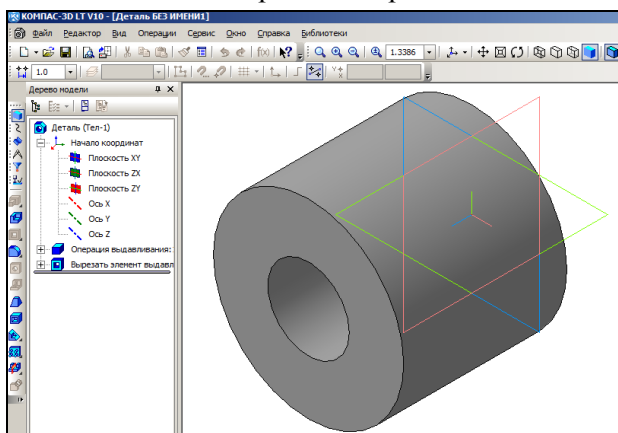 КОМПАС-3D LT V10 - [Деталь БЕЗ ИМЕНИ1]
Файл Редактор Вид Операции Сервис Окно Справка Библиотеки
f(x) 1.3386
1.0
Дерево модели
Деталь (Тел-1)
Начало координат
Плоскость XY
Плоскость ZX
Плоскость ZY
Ось X
Ось Y
Ось Z
Операция выдавливания:
Вырезать элемент выдавл